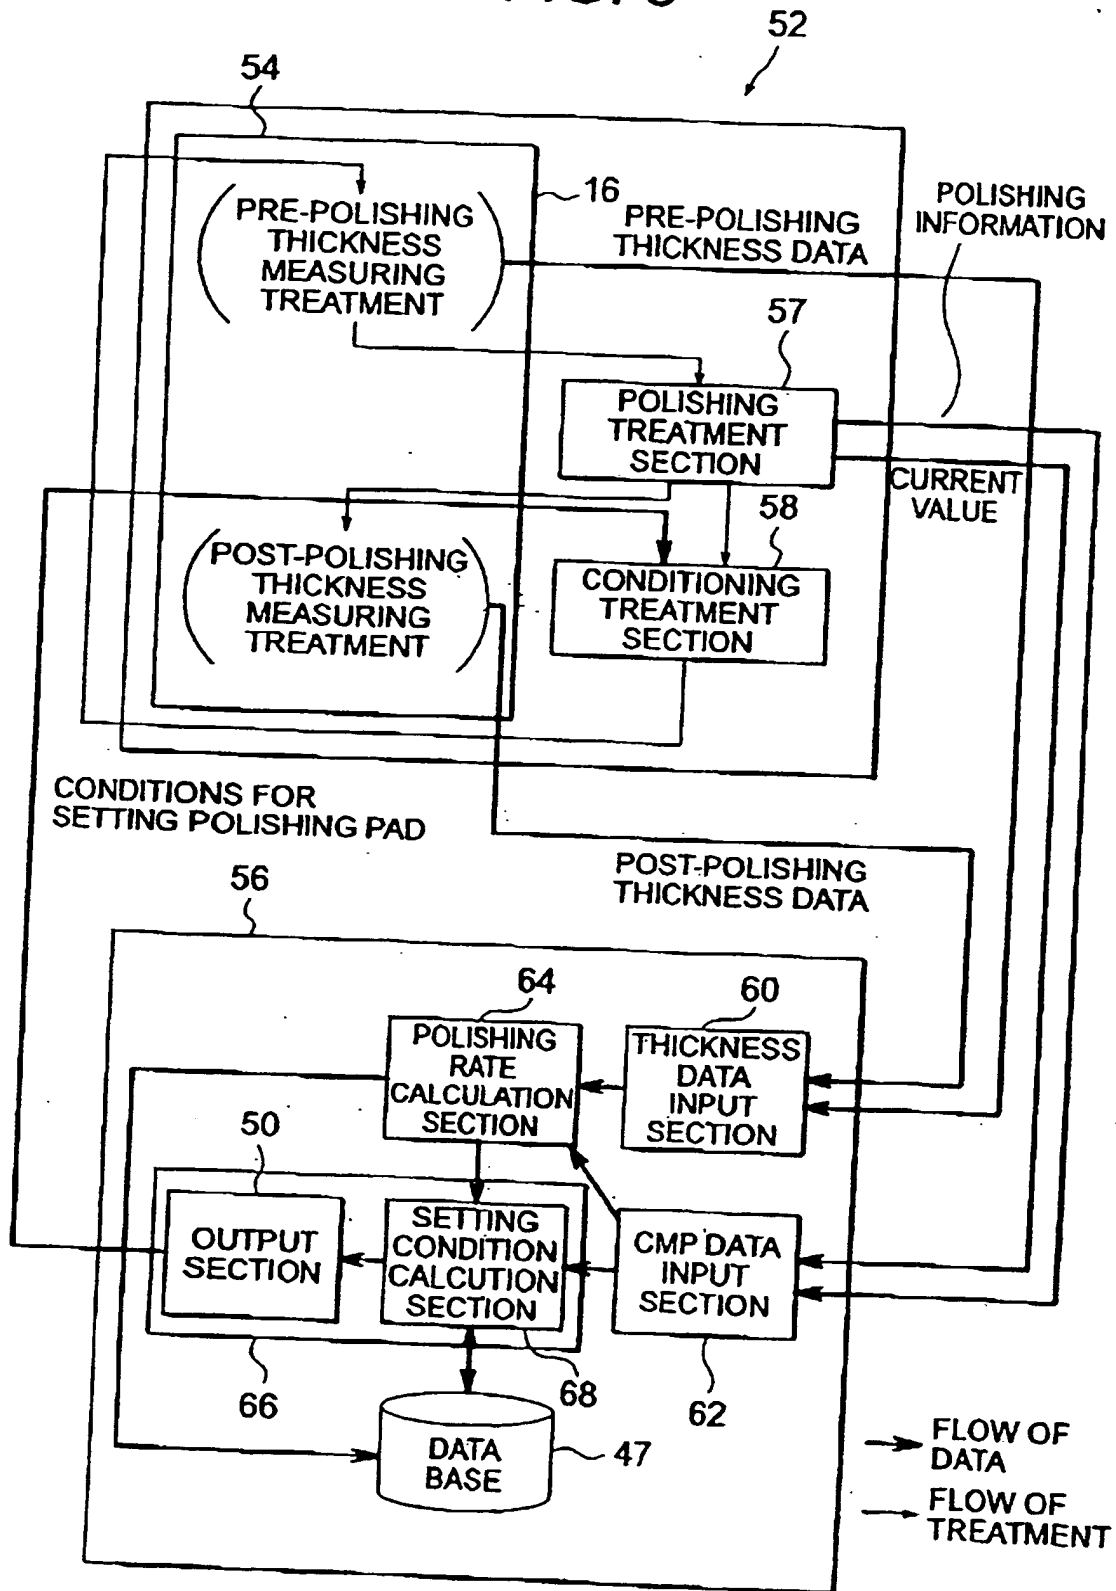 52
54
16
PRE-POLISHING
THICKNESS
MEASURING
TREATMENT
PRE-POLISHING
THICKNESS DATA
POLISHING
INFORMATION
57
POLISHING
TREATMENT
SECTION
CURRENT
VALUE
58
POST-POLISHING
THICKNESS
MEASURING
TREATMENT
CONDITIONING
TREATMENT
SECTION
CONDITIONS FOR
SETTING POLISHING PAD
POST-POLISHING
THICKNESS DATA
56
64
60
POLISHING
RATE
CALCULATION
SECTION
THICKNESS
DATA
INPUT
SECTION
50
OUTPUT
SECTION
SETTING
CONDITION
CALCUTION
SECTION
CMP DATA
INPUT
SECTION
66
68
62
DATA
BASE
47
FLOW OF
DATA
FLOW OF
TREATMENT